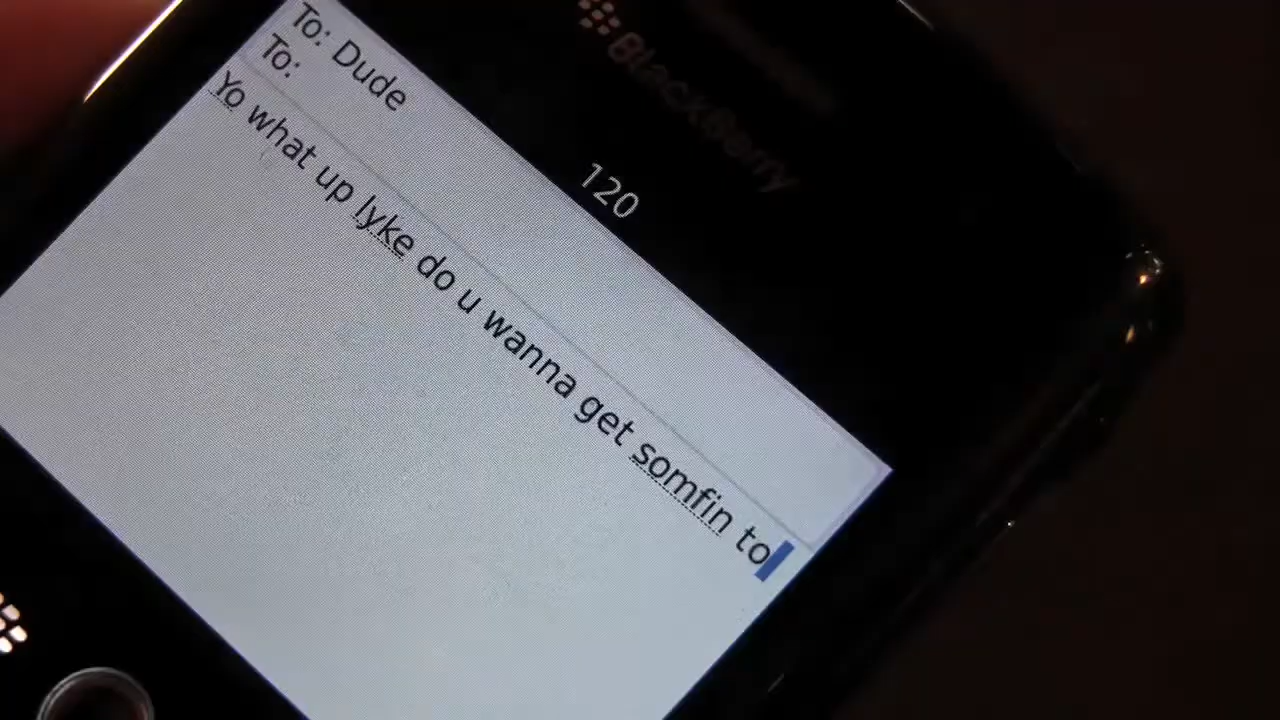 To: Dude
To:
Yo what up lyke do u wanna get somfin to
120
BlackBerry